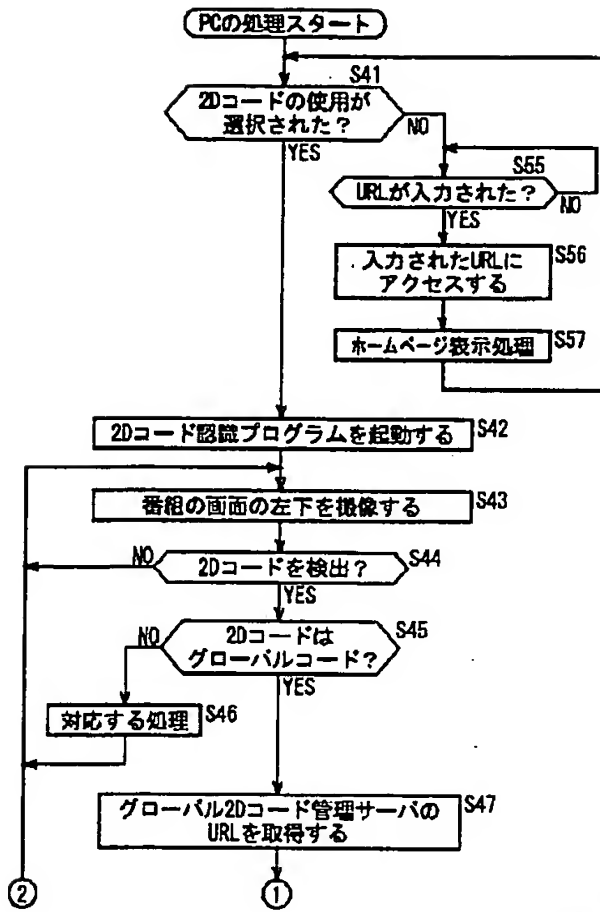 PCの処理スタート
S41
2Dコードの使用が
選択された？
NO
YES
S55
URLが入力された？
NO
YES
入力されたURLに
アクセスする
S56
ホームページ表示処理
S57
2Dコード認識プログラムを起動する
S42
番組の画面の左下を撮像する
S43
NO
2Dコードを検出？
S44
YES
NO
2Dコードは
グローバルコード？
S45
YES
対応する処理
S46
グローバル2Dコード管理サーバの
URLを取得する
S47
②
①